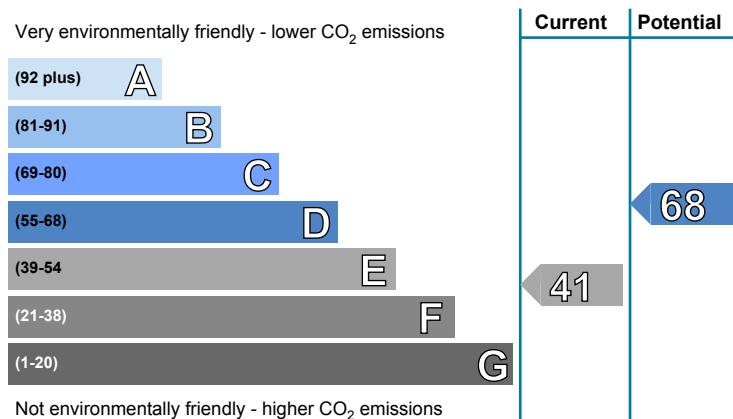 Very environmentally friendly - lower CO₂ emissions
Current
Potential
(92 plus) A
(81-91) B
(69-80) C
(55-68) D
68
(39-54 E
41
(21-38) F
(1-20) G
Not environmentally friendly - higher CO₂ emissions